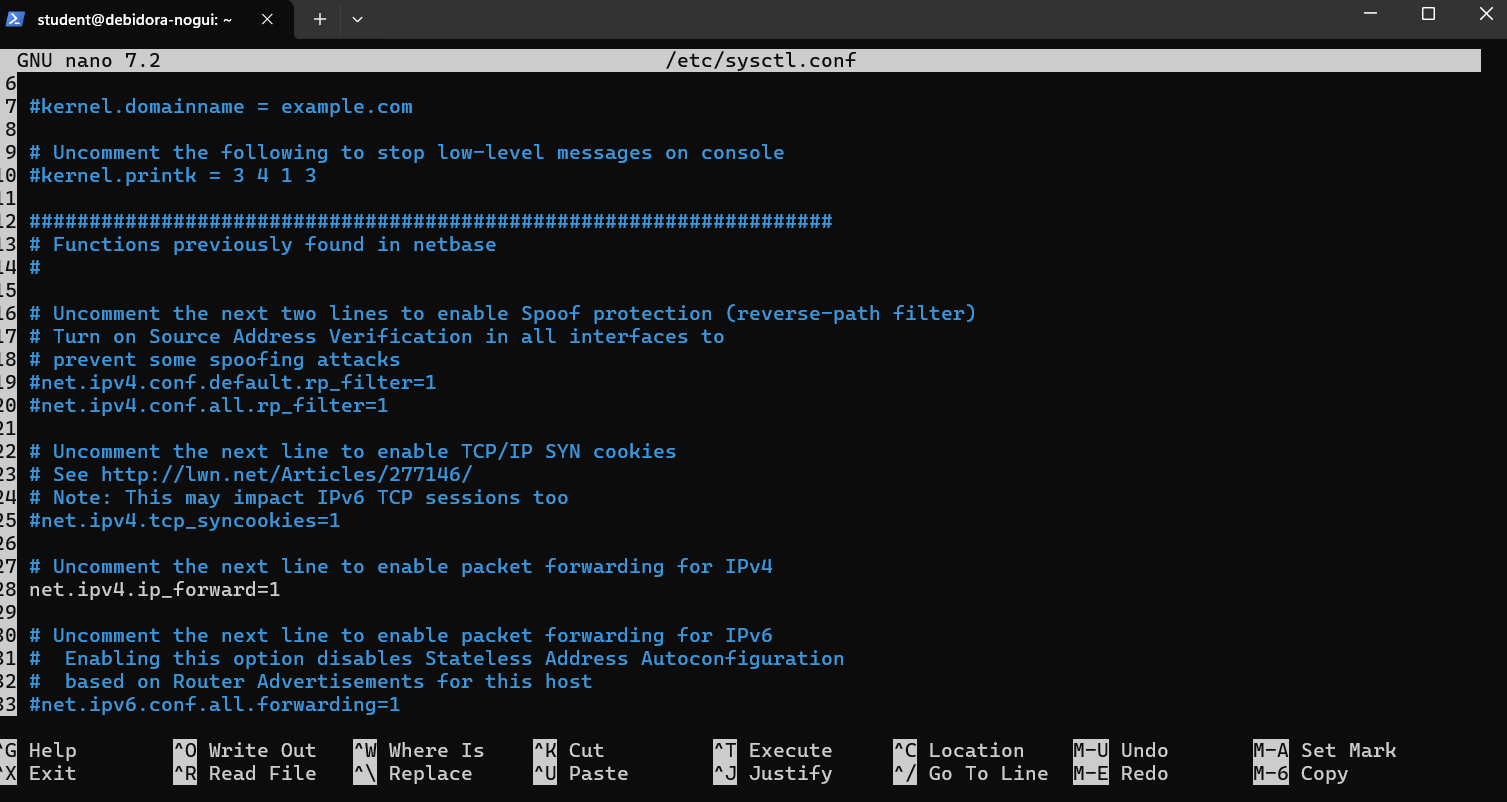 student@debidora-nogui: ~
GNU nano 7.2 /etc/sysctl.conf
6
7 #kernel.domainname = example.com
8
9 # Uncomment the following to stop low-level messages on console
10 #kernel.printk = 3 4 1 3
11
12 ###################################################################
13 # Functions previously found in netbase
14 #
15
16 # Uncomment the next two lines to enable Spoof protection (reverse-path filter)
17 # Turn on Source Address Verification in all interfaces to
18 # prevent some spoofing attacks
19 #net.ipv4.conf.default.rp_filter=1
20 #net.ipv4.conf.all.rp_filter=1
21
22 # Uncomment the next line to enable TCP/IP SYN cookies
23 # See http://lwn.net/Articles/277146/
24 # Note: This may impact IPv6 TCP sessions too
25 #net.ipv4.tcp_syncookies=1
26
27 # Uncomment the next line to enable packet forwarding for IPv4
28 net.ipv4.ip_forward=1
29
30 # Uncomment the next line to enable packet forwarding for IPv6
31 #  Enabling this option disables Stateless Address Autoconfiguration
32 #  based on Router Advertisements for this host
33 #net.ipv6.conf.all.forwarding=1
^G Help ^O Write Out ^W Where Is ^K Cut ^T Execute ^C Location M-U Undo M-A Set Mark
^X Exit ^R Read File ^\ Replace ^U Paste ^J Justify ^/ Go To Line M-E Redo M-6 Copy